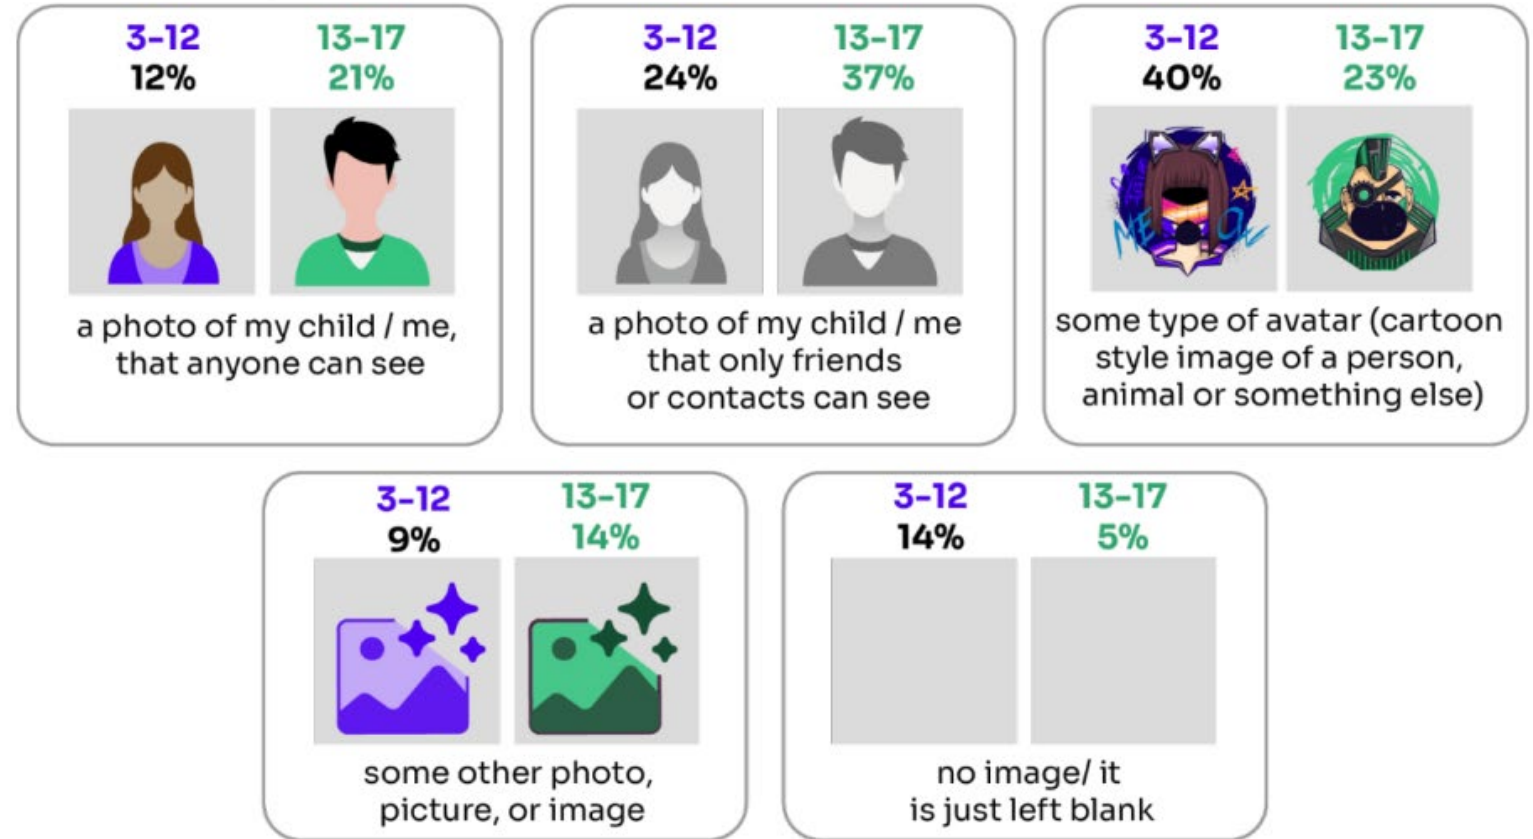 3–12 13–17
12% 21%
a photo of my child / me,
that anyone can see
3–12 13–17
24% 37%
a photo of my child / me
that only friends
or contacts can see
3–12 13–17
40% 23%
ME
some type of avatar (cartoon
style image of a person,
animal or something else)
3–12 13–17
9% 14%
some other photo,
picture, or image
3–12 13–17
14% 5%
no image/ it
is just left blank